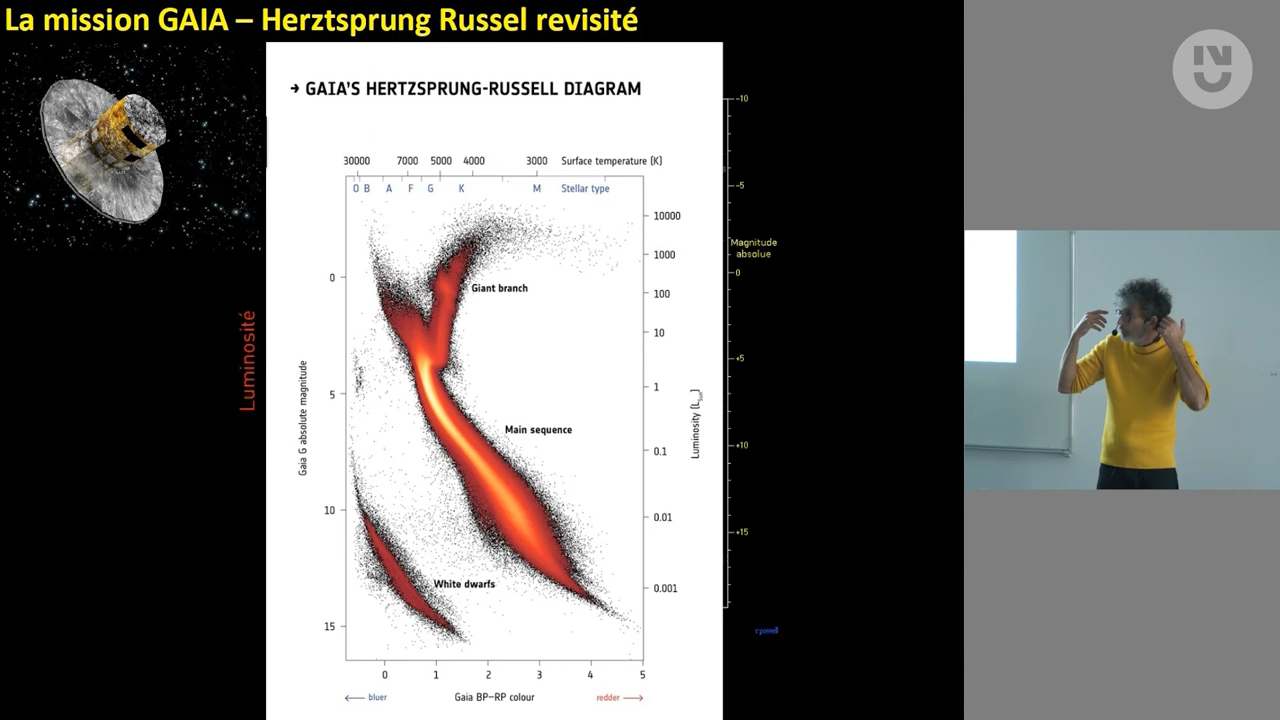 La mission GAIA – Herztsprung Russel revisité
→ GAIA'S HERTZSPRUNG-RUSSELL DIAGRAM
30000 7000 5000 4000 3000 Surface temperature (K)
O B A F G K M Stellar type
Giant branch
Main sequence
White dwarfs
0
5
10
15
Gaia G absolute magnitude
10000
1000
100
10
1
0.1
0.01
0.001
Luminosity (LSun)
0 1 2 3 4 5
← bluer Gaia BP–RP colour redder →
Luminosité
-10
-5
Magnitude
absolue
0
+5
+10
+15
rpowell